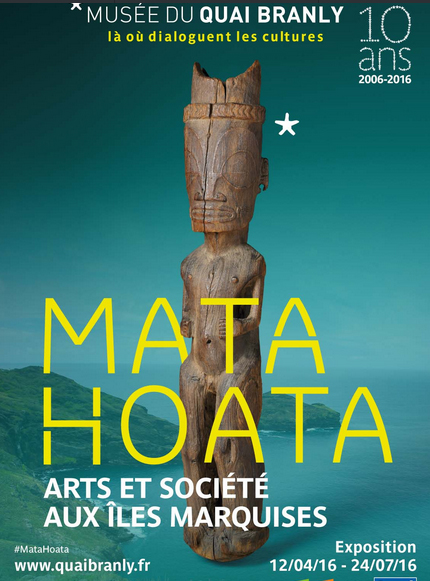 MUSÉE DU QUAI BRANLY
là où dialoguent les cultures
10
ans
2006-2016
MATA
HOATA
ARTS ET SOCIÉTÉ
AUX ÎLES MARQUISES
#MataHoata
www.quaibranly.fr
Exposition
12/04/16 - 24/07/16